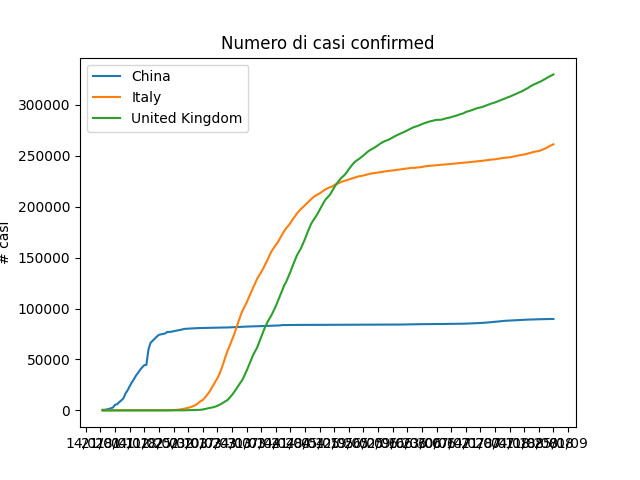 Numero di casi confirmed
China
Italy
United Kingdom
# casi
300000
250000
200000
150000
100000
50000
0